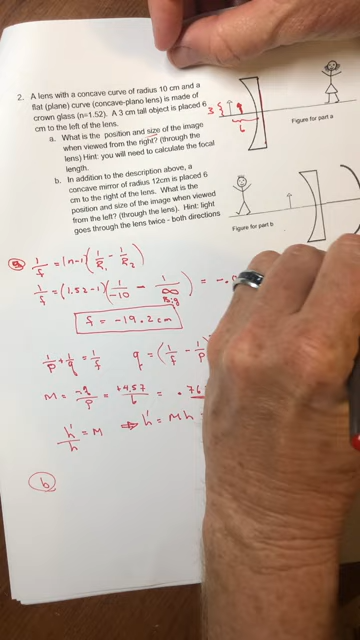 2. A lens with a concave curve of radius 10 cm and a
flat (plane) curve (concave-plano lens) is made of
crown glass (n=1.52). A 3 cm tall object is placed 6
cm to the left of the lens.
a. What is the position and size of the image
when viewed from the right? (through the
lens) Hint: you will need to calculate the focal
length.
b. In addition to the description above, a
concave mirror of radius 12cm is placed 6
cm to the right of the lens. What is the
position and size of the image when viewed
from the left? (through the lens). Hint: light
goes through the lens twice - both directions
3
6
Figure for part a
Figure for part b
a
1/f = (n-1)(1/R₁ - 1/R₂)
1/f = (1.52-1)(1/-10 - 1/∞) = -.
Big
f = -19.2 cm
1/p + 1/q = 1/f q = (1/f - 1/p)
M = -q/p = +4.57/6 = .76
h'/h = M ⇒ h' = Mh =
b